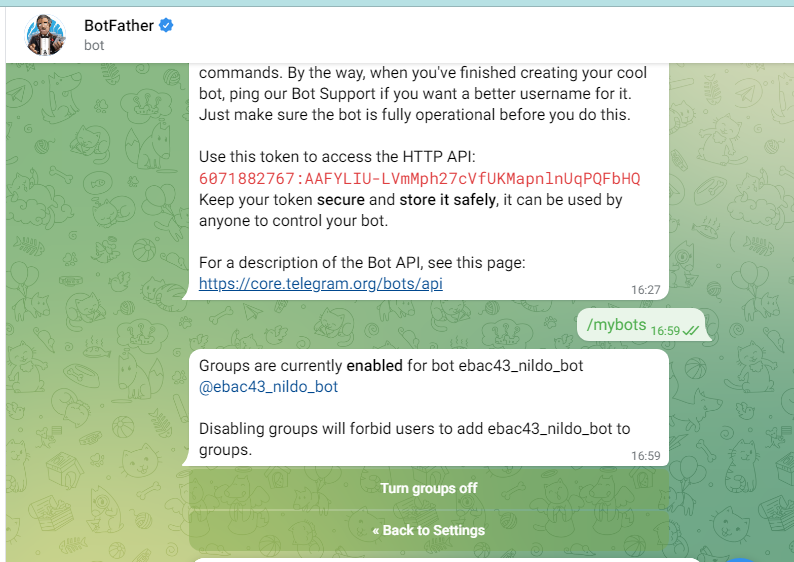 BotFather
bot
commands. By the way, when you've finished creating your cool
bot, ping our Bot Support if you want a better username for it.
Just make sure the bot is fully operational before you do this.
Use this token to access the HTTP API:
6071882767:AAFYLIU-LVmMph27cVfUKMapnlnUqPQFbHQ
Keep your token secure and store it safely, it can be used by
anyone to control your bot.
For a description of the Bot API, see this page:
https://core.telegram.org/bots/api
16:27
/mybots 16:59
Groups are currently enabled for bot ebac43_nildo_bot
@ebac43_nildo_bot
Disabling groups will forbid users to add ebac43_nildo_bot to
groups.
16:59
Turn groups off
« Back to Settings